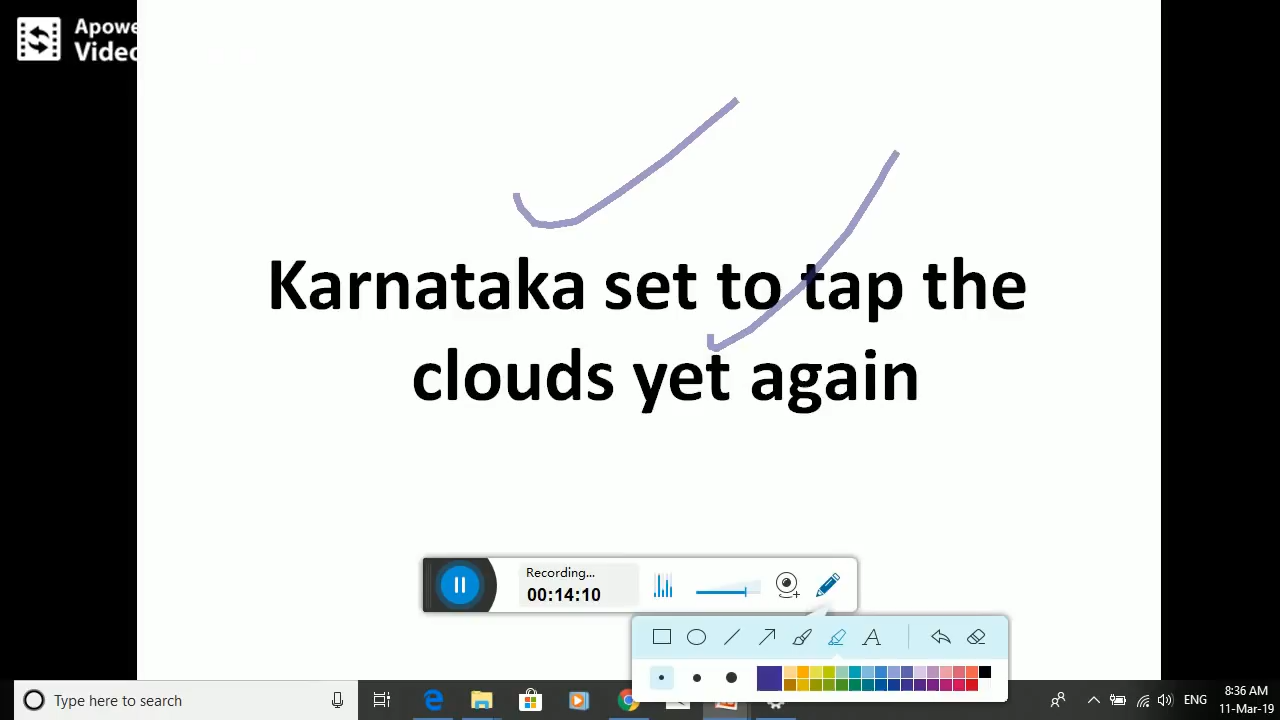 Apowe
Video
Karnataka set to tap the
clouds yet again
Recording...
00:14:10
A
Type here to search
ENG
8:36 AM
11-Mar-19